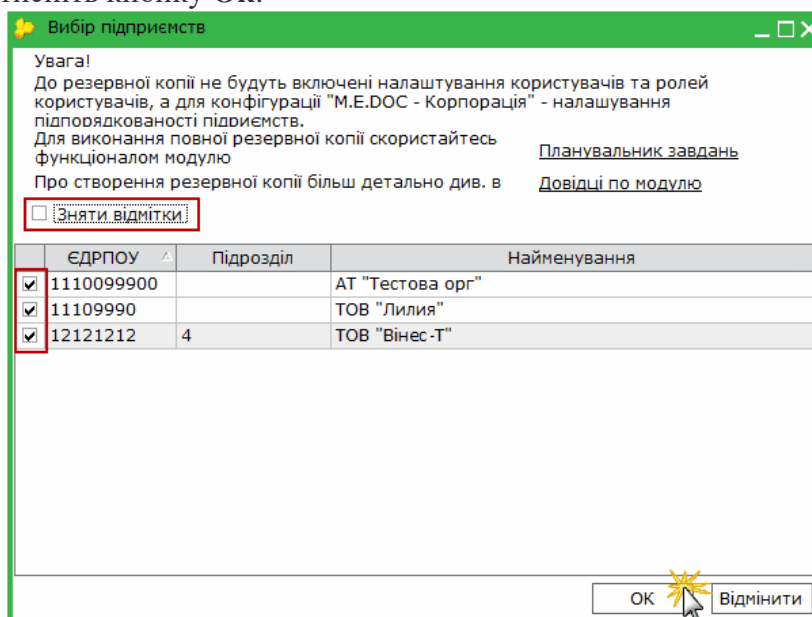 кнопку ОК.
Вибір підприємств
Увага!
До резервної копії не будуть включені налаштування користувачів та ролей
користувачів, а для конфігурації "M.E.DOC - Корпорація" - налашування
підпорядкованості підприємств.
Для виконання повної резервної копії скористайтесь
функціоналом модулю
Планувальник завдань
Про створення резервної копії більш детально див. в Довідці по модулю
Зняти відмітки
ЄДРПОУ Підрозділ Найменування
1110099900 АТ "Тестова орг"
11109990 ТОВ "Лилия"
12121212 4 ТОВ "Вінес-Т"
ОК Відмінити